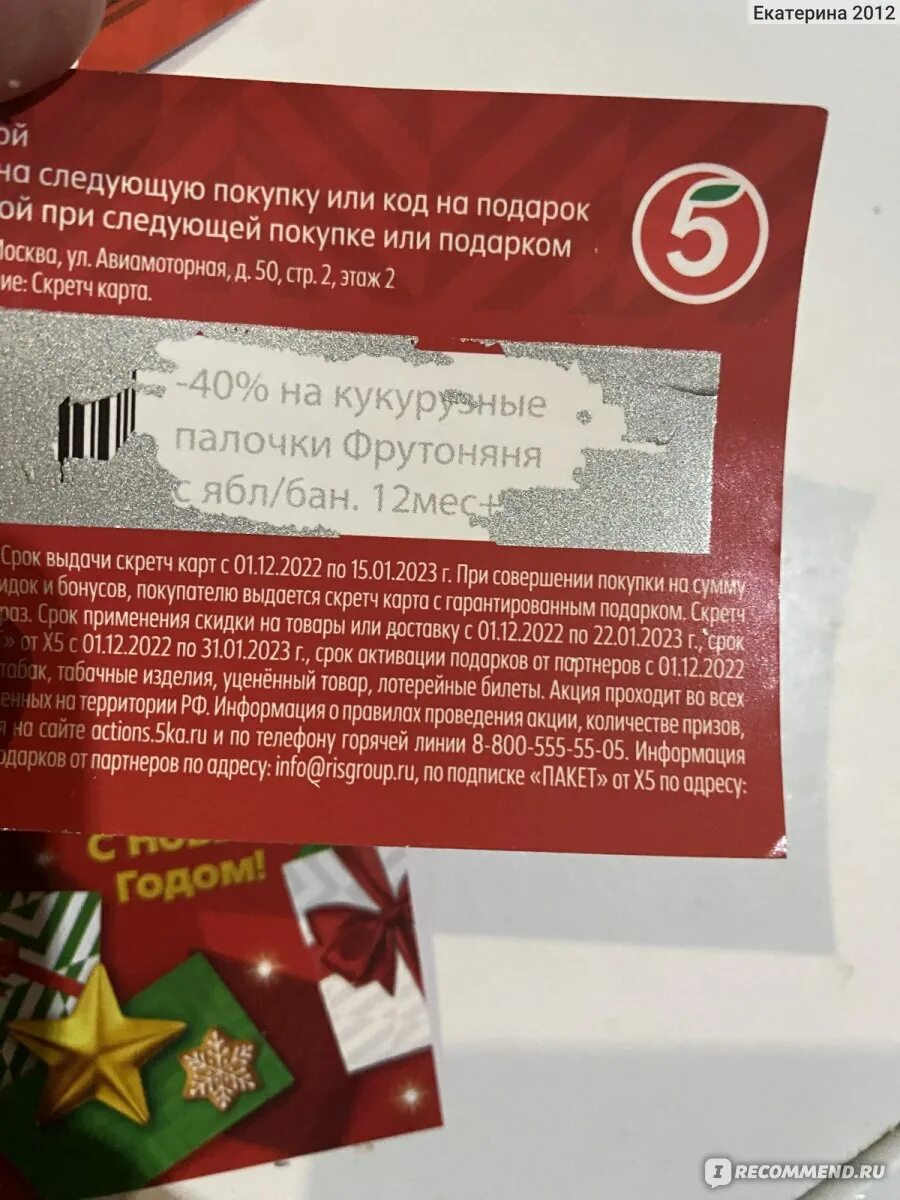 Екатерина 2012
ой
на следующую покупку или код на подарок
ой при следующей покупке или подарком
Москва, ул. Авиамоторная, д. 50, стр. 2, этаж 2
ие: Скретч карта.
5
-40% на кукурузные
палочки Фрутоняня
с ябл/бан. 12мес+
Срок выдачи скретч карт с 01.12.2022 по 15.01.2023 г. При совершении покупки на сумму
идок и бонусов, покупателю выдается скретч карта с гарантированным подарком. Скретч
раз. Срок применения скидки на товары или доставку с 01.12.2022 по 22.01.2023 г., срок
» от X5 с 01.12.2022 по 31.01.2023 г., срок активации подарков от партнеров с 01.12.2022
табак, табачные изделия, уценённый товар, лотерейные билеты. Акция проходит во всех
енных на территории РФ. Информация о правилах проведения акции, количестве призов,
я на сайте actions.5ka.ru и по телефону горячей линии 8-800-555-55-05. Информация
одарков от партнеров по адресу: info@risgroup.ru, по подписке «ПАКЕТ» от X5 по адресу:
С
Годом!
IRECOMMEND.RU